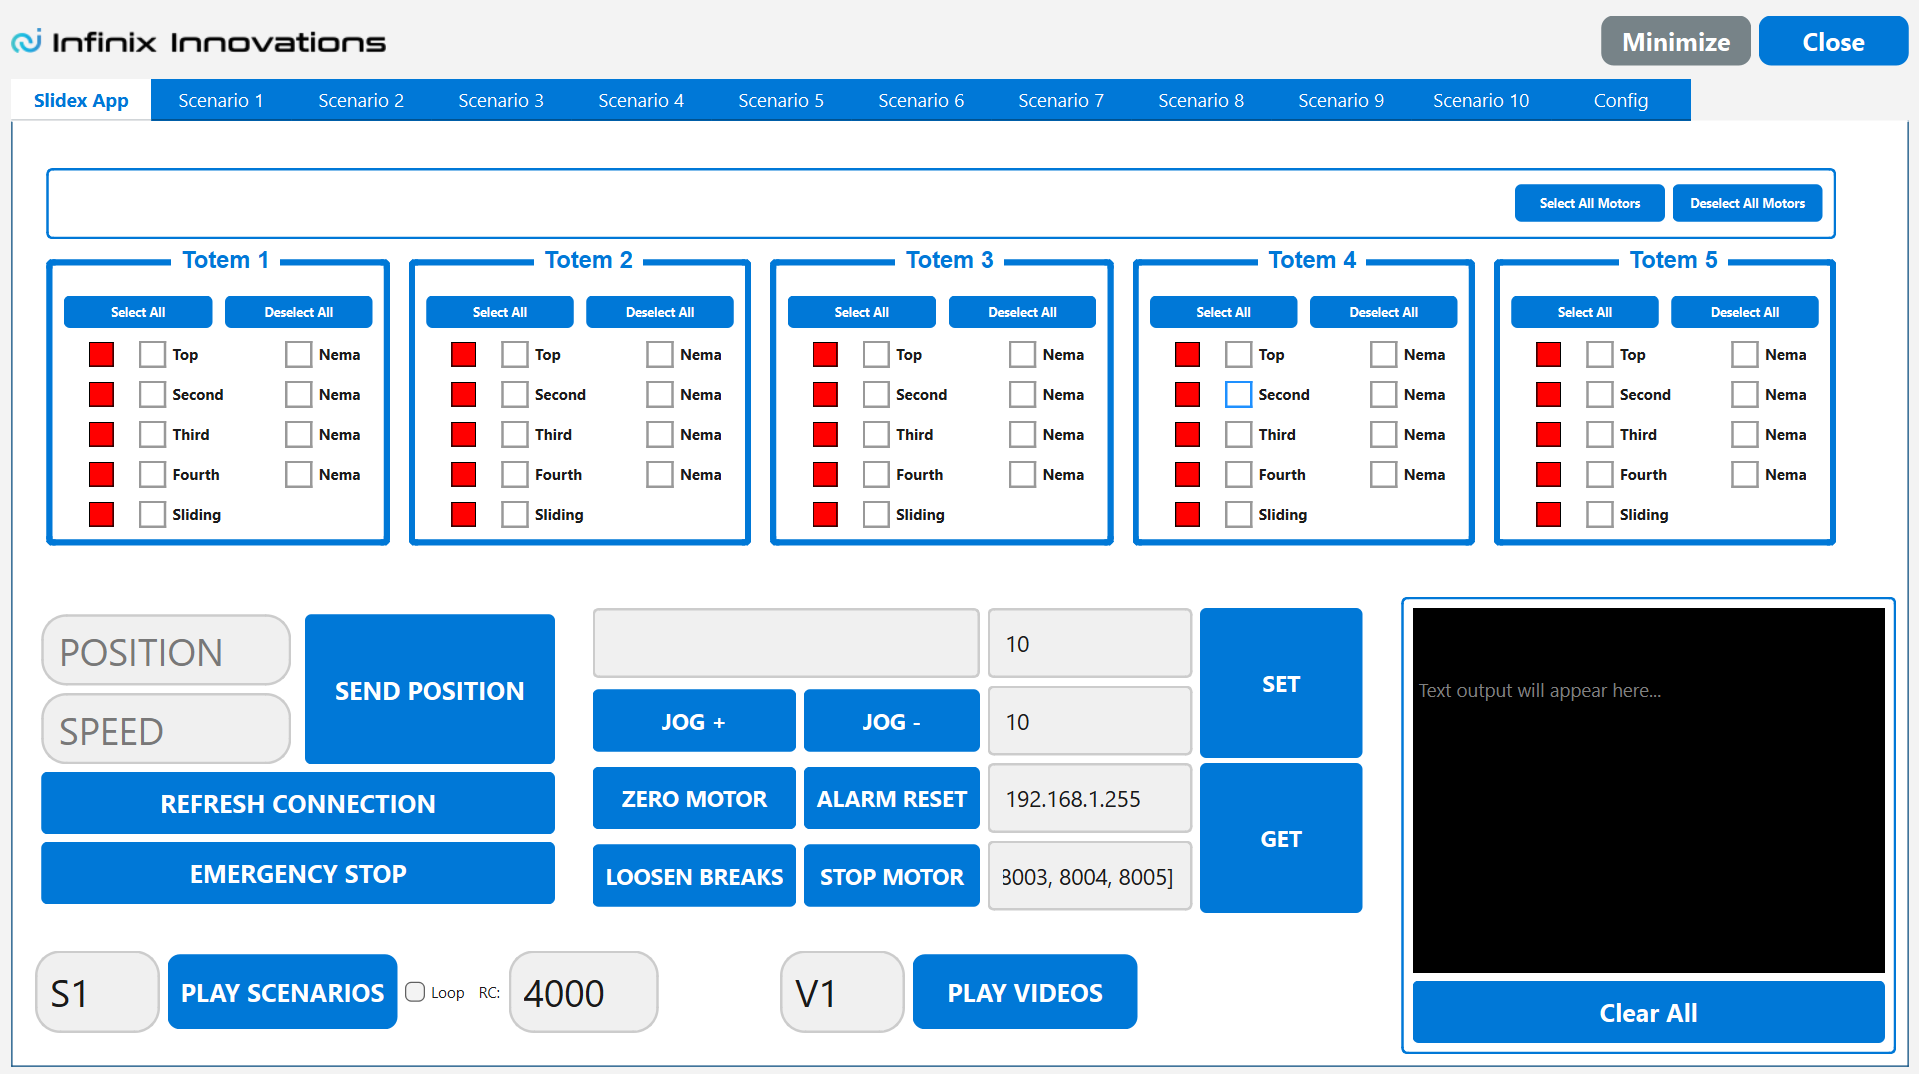 Infinix Innovations
Minimize Close
Slidex App Scenario 1 Scenario 2 Scenario 3 Scenario 4 Scenario 5 Scenario 6 Scenario 7 Scenario 8 Scenario 9 Scenario 10 Config
Select All Motors Deselect All Motors
Totem 1 Totem 2 Totem 3 Totem 4 Totem 5
Select All Deselect All Select All Deselect All Select All Deselect All Select All Deselect All Select All Deselect All
Top Nema Top Nema Top Nema Top Nema Top Nema
Second Nema Second Nema Second Nema Second Nema Second Nema
Third Nema Third Nema Third Nema Third Nema Third Nema
Fourth Nema Fourth Nema Fourth Nema Fourth Nema Fourth Nema
Sliding Sliding Sliding Sliding Sliding
POSITION
SPEED
SEND POSITION
REFRESH CONNECTION
EMERGENCY STOP
10
JOG + JOG - 10
SET
ZERO MOTOR ALARM RESET 192.168.1.255
LOOSEN BREAKS STOP MOTOR 8003, 8004, 8005]
GET
Text output will appear here...
Clear All
S1 PLAY SCENARIOS Loop RC: 4000 V1 PLAY VIDEOS